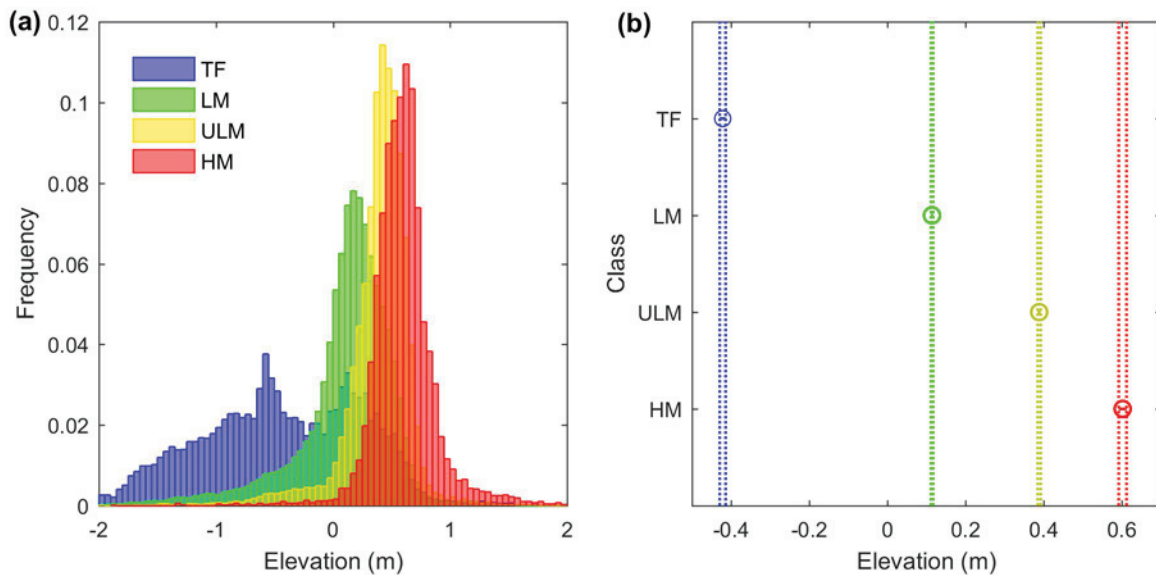 (a)
0.12
0.1
0.08
0.06
0.04
0.02
0
Frequency
TF
LM
ULM
HM
-2
-1
0
1
2
Elevation (m)
(b)
TF
LM
ULM
HM
Class
-0.4
-0.2
0
0.2
0.4
0.6
Elevation (m)